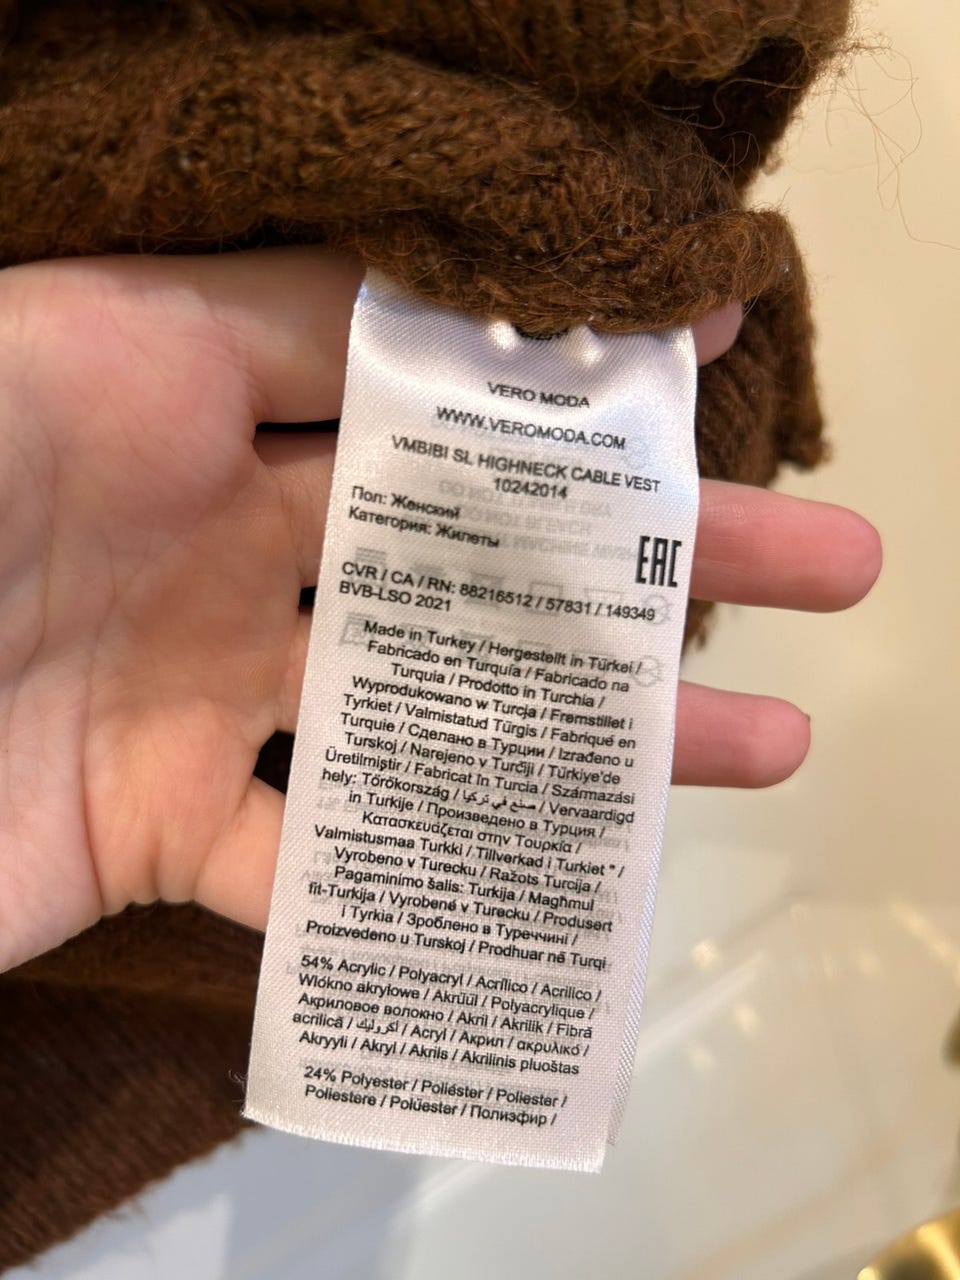 VERO MODA
WWW.VEROMODA.COM
VMBIBI SL HIGHNECK CABLE VEST
10242014
Пол: Женский
Категория: Жилеты
EAC
CVR / CA / RN: 88216512 / 57831 / 149349
BVB-LSO 2021
Made in Turkey / Hergestellt in Türkei /
Fabricado en Turquía / Fabricado na
Turquia / Prodotto in Turchia /
Wyprodukowano w Turcja / Fremstillet i
Tyrkiet / Valmistatud Türgis / Fabriqué en
Turquie / Сделано в Турции / Izrađeno u
Turskoj / Narejeno v Turčiji / Türkiye'de
Üretilmiştir / Fabricat în Turcia / Származási
hely: Törökország / صنع في تركيا / Vervaardigd
in Turkije / Произведено в Турция /
Κατασκευάζεται στην Τουρκία /
Valmistusmaa Turkki / Tillverkad i Turkiet " /
Vyrobeno v Turecku / Ražots Turcija /
Pagaminimo šalis: Turkija / Magħmul
fit-Turkija / Vyrobené v Turecku / Produsert
i Tyrkia / Зроблено в Туреччині /
Proizvedeno u Turskoj / Prodhuar në Turqi
54% Acrylic / Polyacryl / Acrílico / Acrilico /
Włókno akrylowe / Akrüül / Polyacrylique /
Акриловое волокно / Akril / Akrilik / Fibră
acrilică / اكروليك / Acryl / Акрил / ακρυλικό /
Akryyli / Akryl / Akrils / Akrilinis pluoštas
24% Polyester / Poliéster / Poliester /
Poliestere / Polüester / Полиэфир /